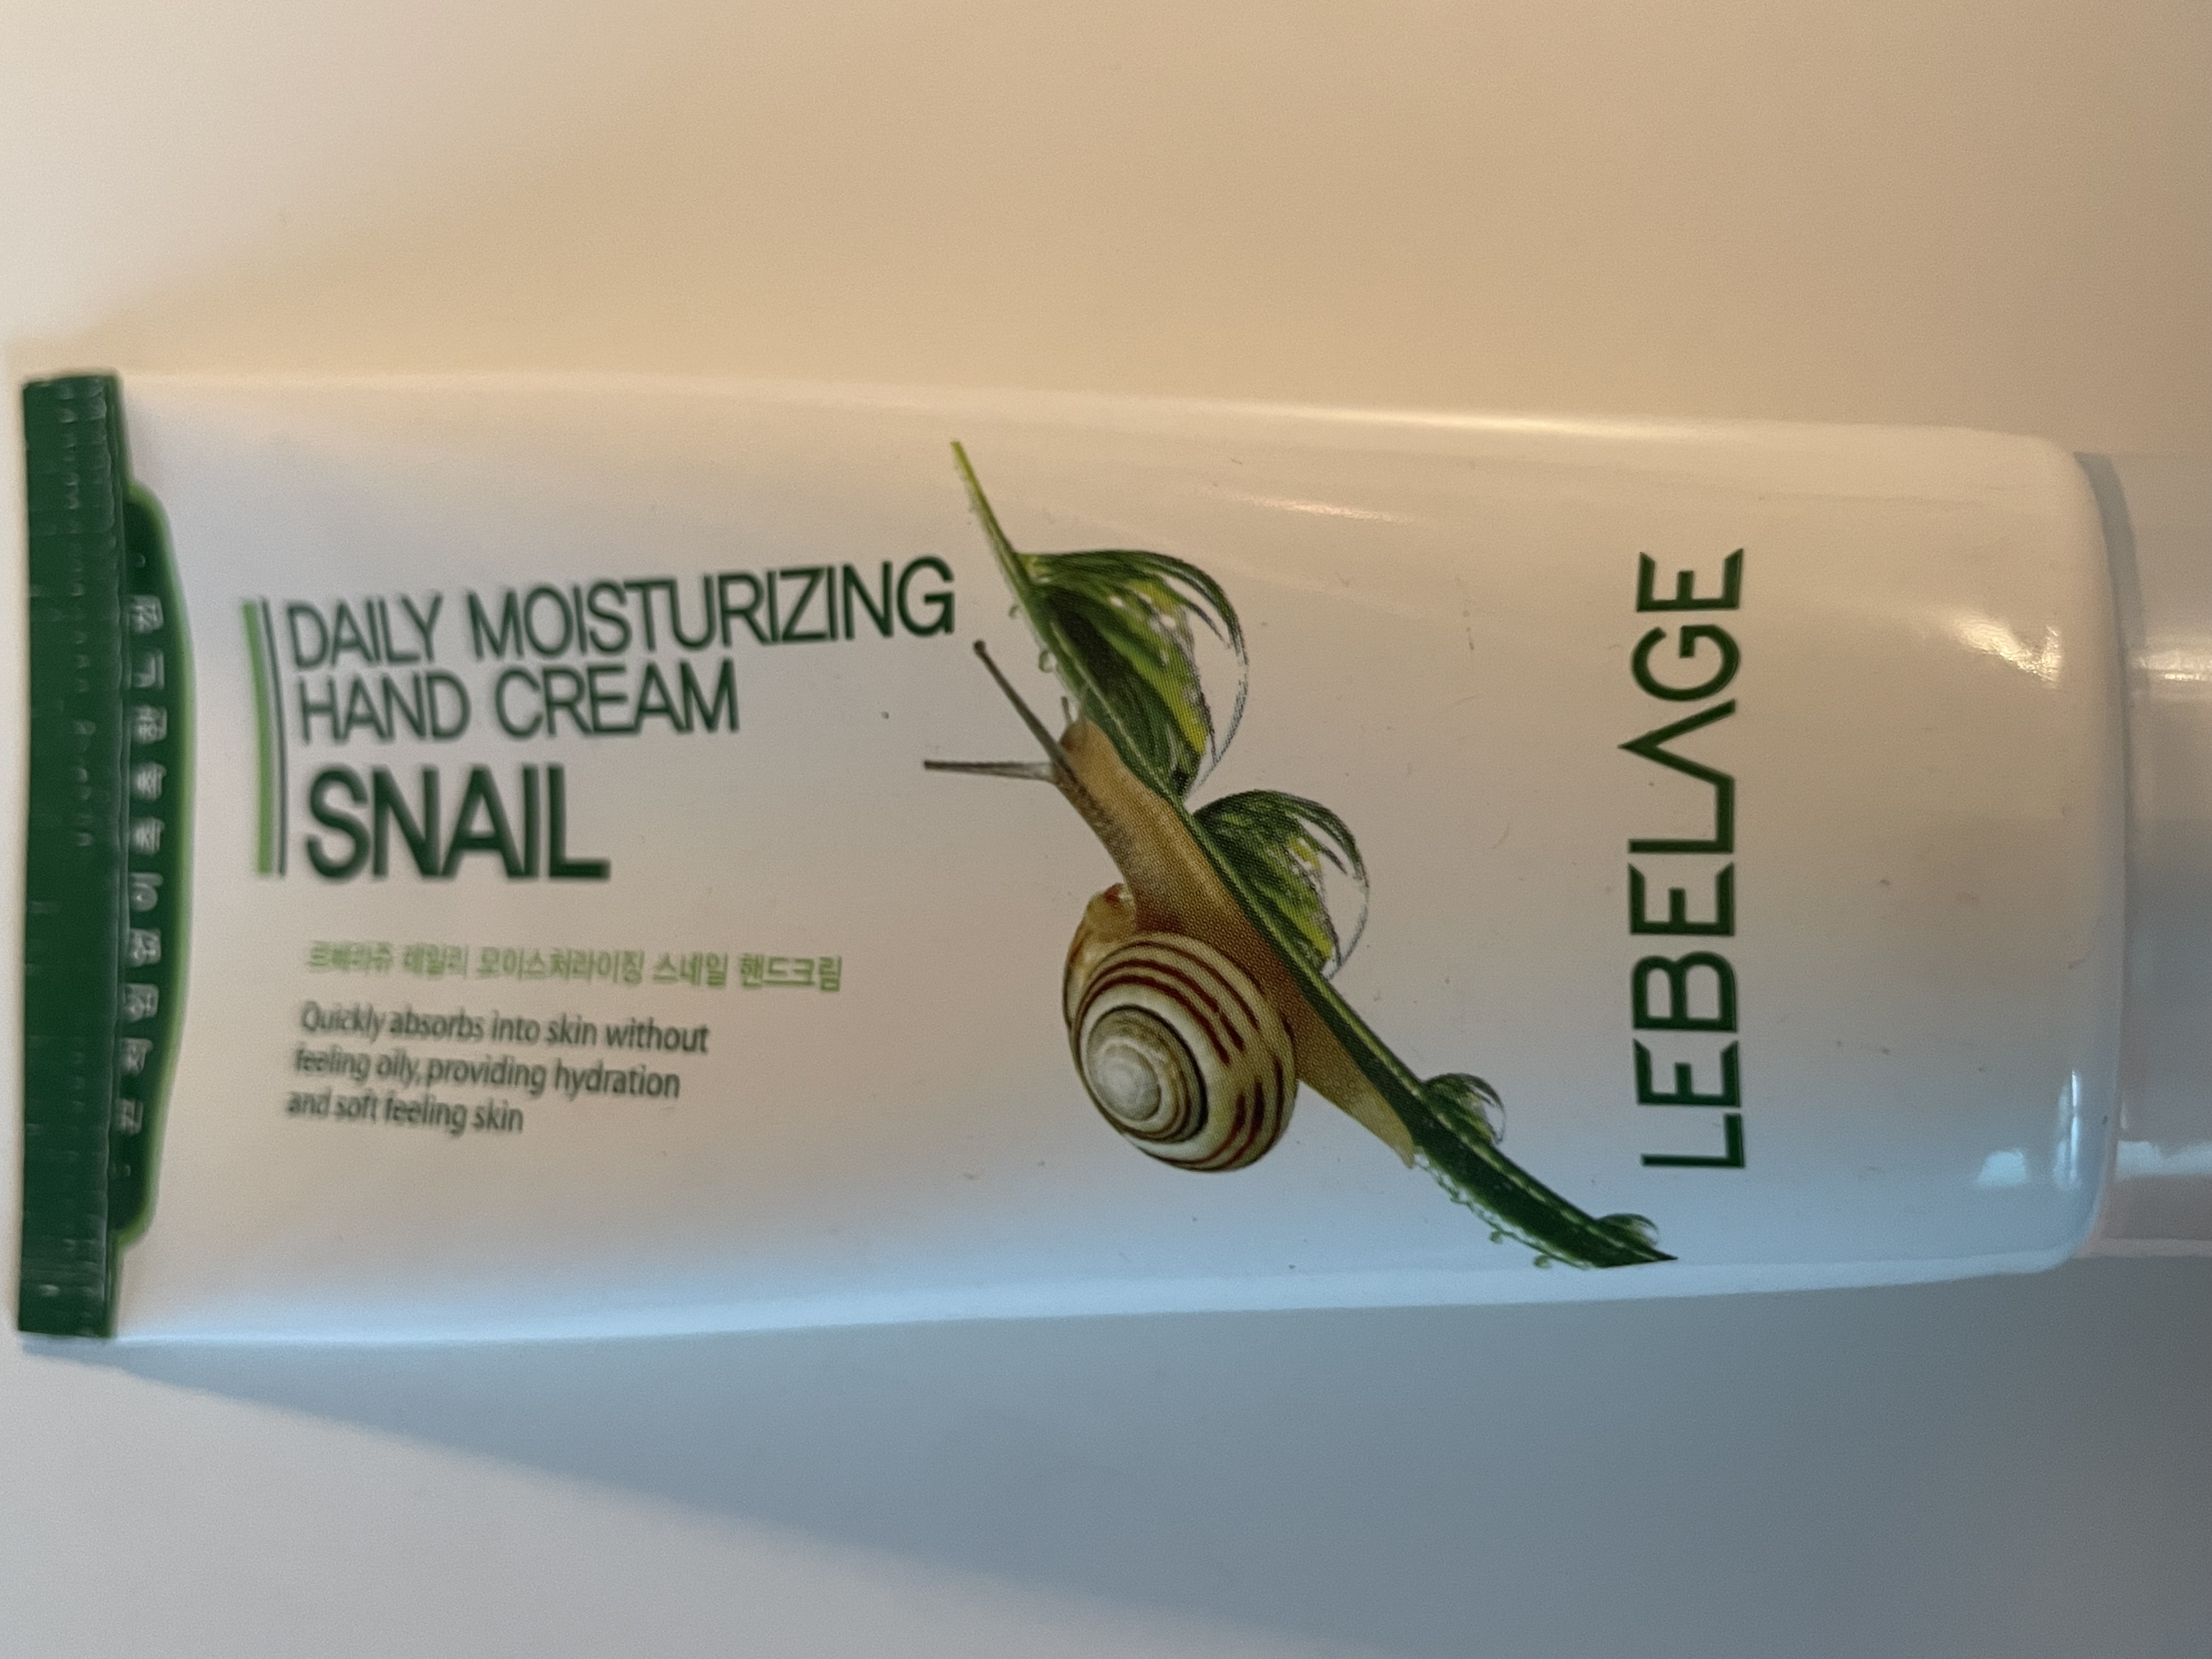 DAILY MOISTURIZING
HAND CREAM
SNAIL
르베라쥬 데일리 모이스처라이징 스네일 핸드크림
Quickly absorbs into skin without
feeling oily, providing hydration
and soft feeling skin
LEBELAGE